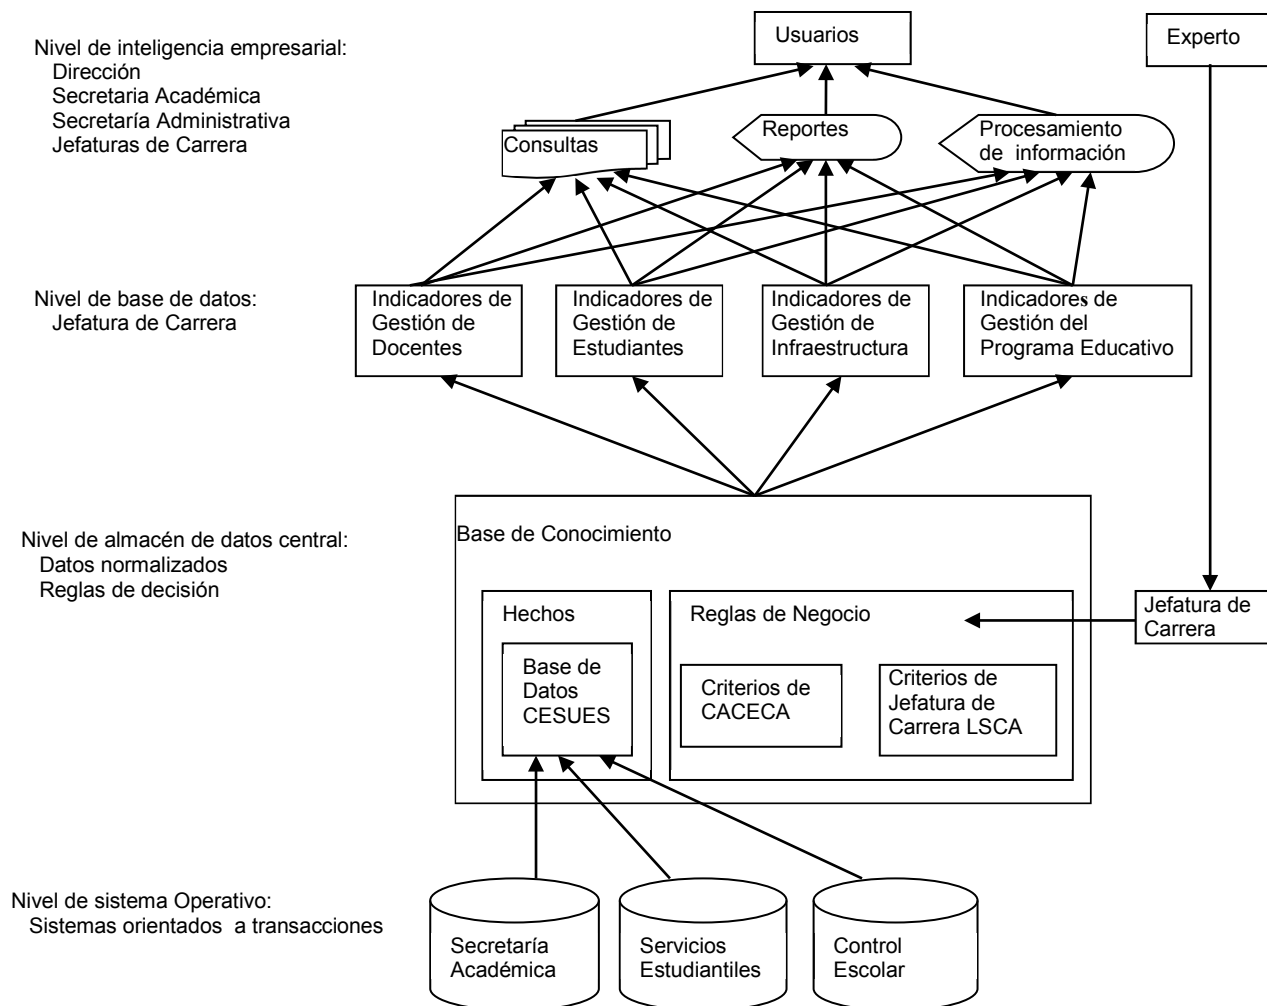 Nivel de inteligencia empresarial:
Dirección
Secretaria Académica
Secretaría Administrativa
Jefaturas de Carrera
Usuarios
Experto
Consultas
Reportes
Procesamiento
de información
Nivel de base de datos:
Jefatura de Carrera
Indicadores de
Gestión de
Docentes
Indicadores de
Gestión de
Estudiantes
Indicadores de
Gestión de
Infraestructura
Indicadores de
Gestión del
Programa Educativo
Nivel de almacén de datos central:
Datos normalizados
Reglas de decisión
Base de Conocimiento
Hechos
Base de
Datos
CESUES
Reglas de Negocio
Criterios de
CACECA
Criterios de
Jefatura de
Carrera LSCA
Jefatura de
Carrera
Nivel de sistema Operativo:
Sistemas orientados a transacciones
Secretaría
Académica
Servicios
Estudiantiles
Control
Escolar